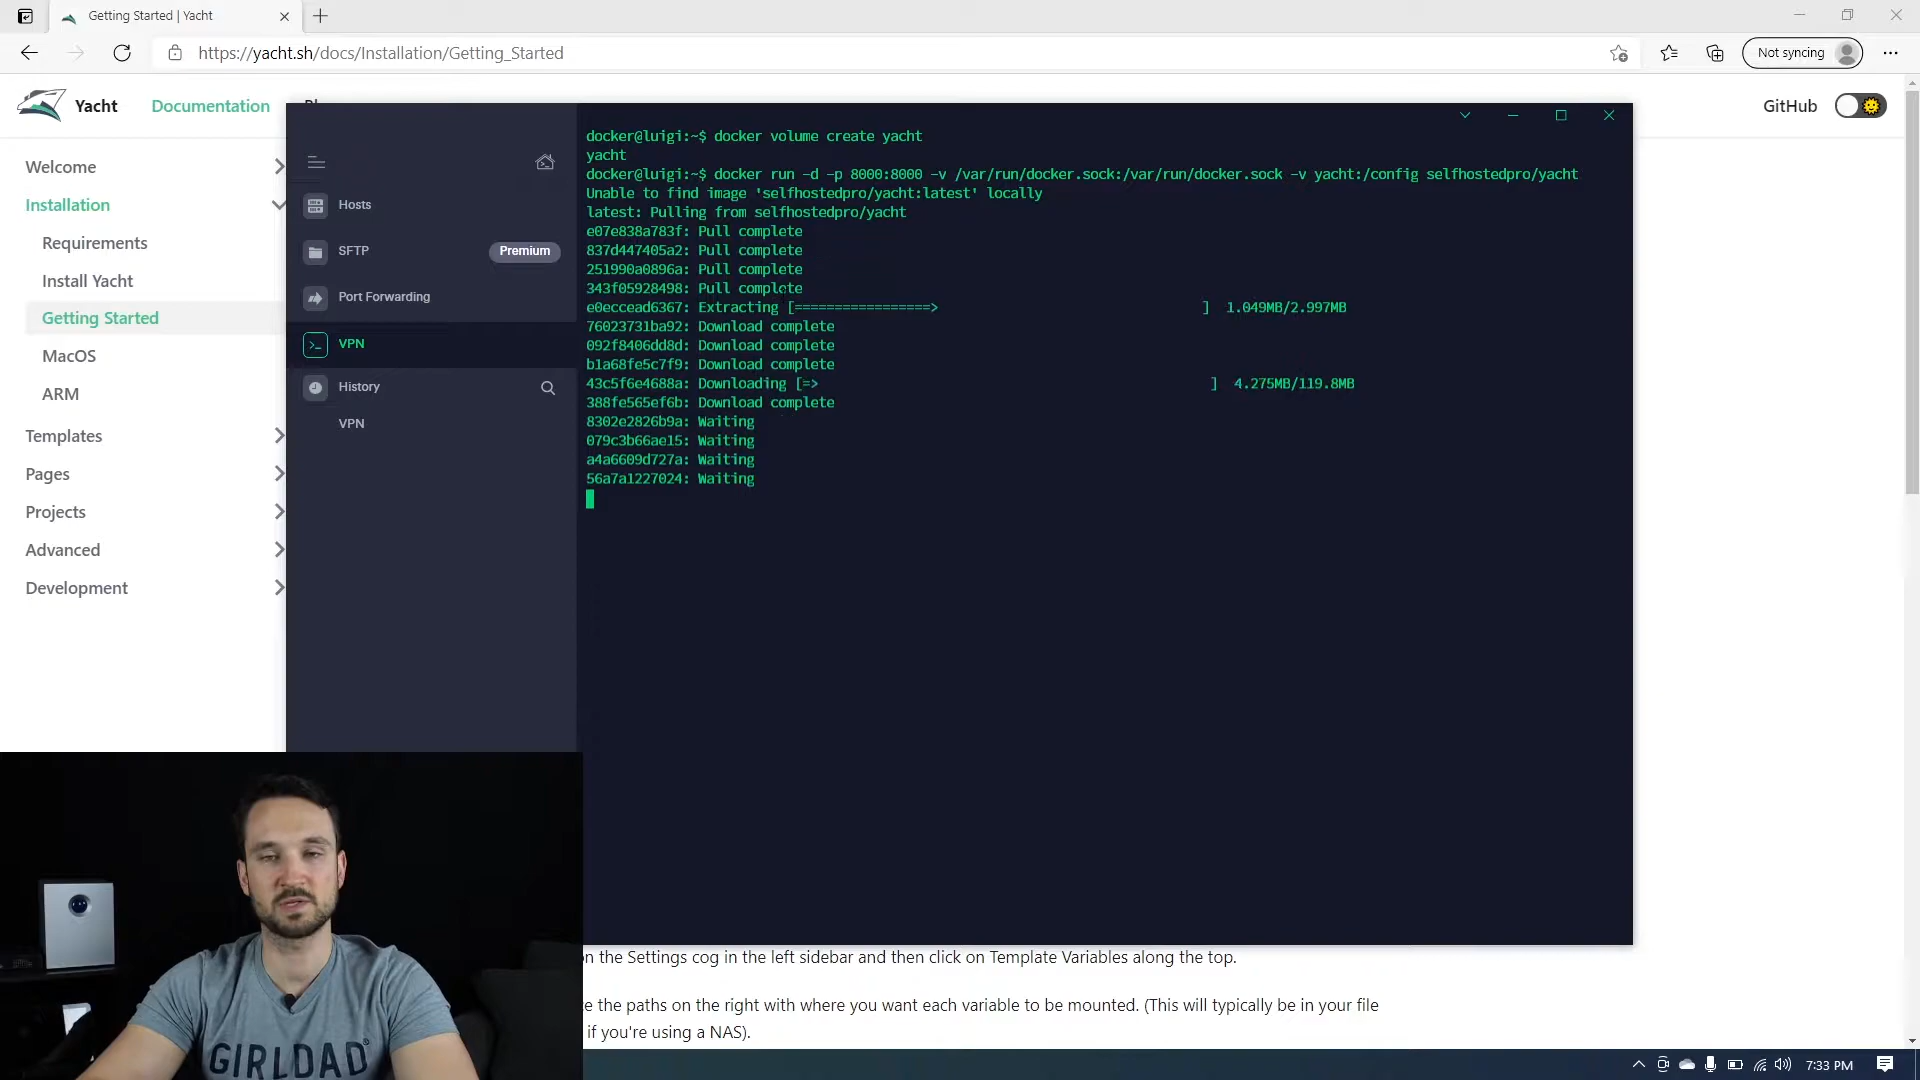 Getting Started | Yacht
https://yacht.sh/docs/Installation/Getting_Started
Not syncing
Yacht
Documentation
GitHub
Welcome
Installation
Requirements
Install Yacht
Getting Started
MacOS
ARM
Templates
Pages
Projects
Advanced
Development
Hosts
SFTP
Premium
Port Forwarding
VPN
History
VPN
docker@luigi:~$ docker volume create yacht
yacht
docker@luigi:~$ docker run -d -p 8000:8000 -v /var/run/docker.sock:/var/run/docker.sock -v yacht:/config selfhostedpro/yacht
Unable to find image 'selfhostedpro/yacht:latest' locally
latest: Pulling from selfhostedpro/yacht
e07e838a783f: Pull complete
837d447405a2: Pull complete
251990a0896a: Pull complete
343f05928498: Pull complete
e0eccead6367: Extracting [=================> ] 1.049MB/2.997MB
76023731ba92: Download complete
092f8406dd8d: Download complete
b1a68fe5c7f9: Download complete
43c5f6e4688a: Downloading [=> ] 4.275MB/119.8MB
388fe565ef6b: Download complete
8302e2826b9a: Waiting
079c3b66ae15: Waiting
a4a6609d727a: Waiting
56a7a1227024: Waiting
on the Settings cog in the left sidebar and then click on Template Variables along the top.
the paths on the right with where you want each variable to be mounted. (This will typically be in your file
if you're using a NAS).
GIRLDAD
7:33 PM